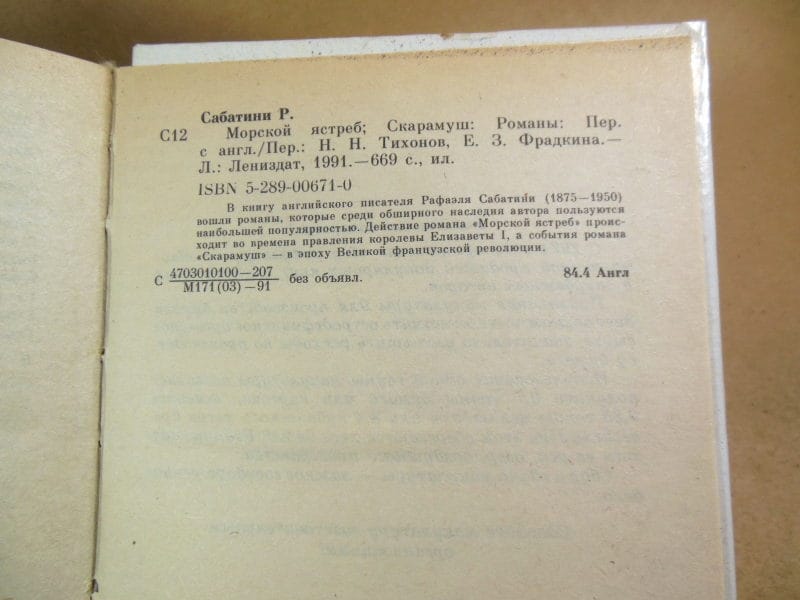 Сабатини Р.
С12 Морской ястреб; Скарамуш: Романы: Пер.
с англ./Пер.: Н. Н. Тихонов, Е. З. Фрадкина.—
Л.: Лениздат, 1991.—669 с., ил.
ISBN 5-289-00671-0
В книгу английского писателя Рафаэля Сабатини (1875—1950)
вошли романы, которые среди обширного наследия автора пользуются
наибольшей популярностью. Действие романа «Морской ястреб» проис-
ходит во времена правления королевы Елизаветы I, а события романа
«Скарамуш» — в эпоху Великой французской революции.
С 4703010100—207
М171(03)—91 без объявл. 84.4 Англ